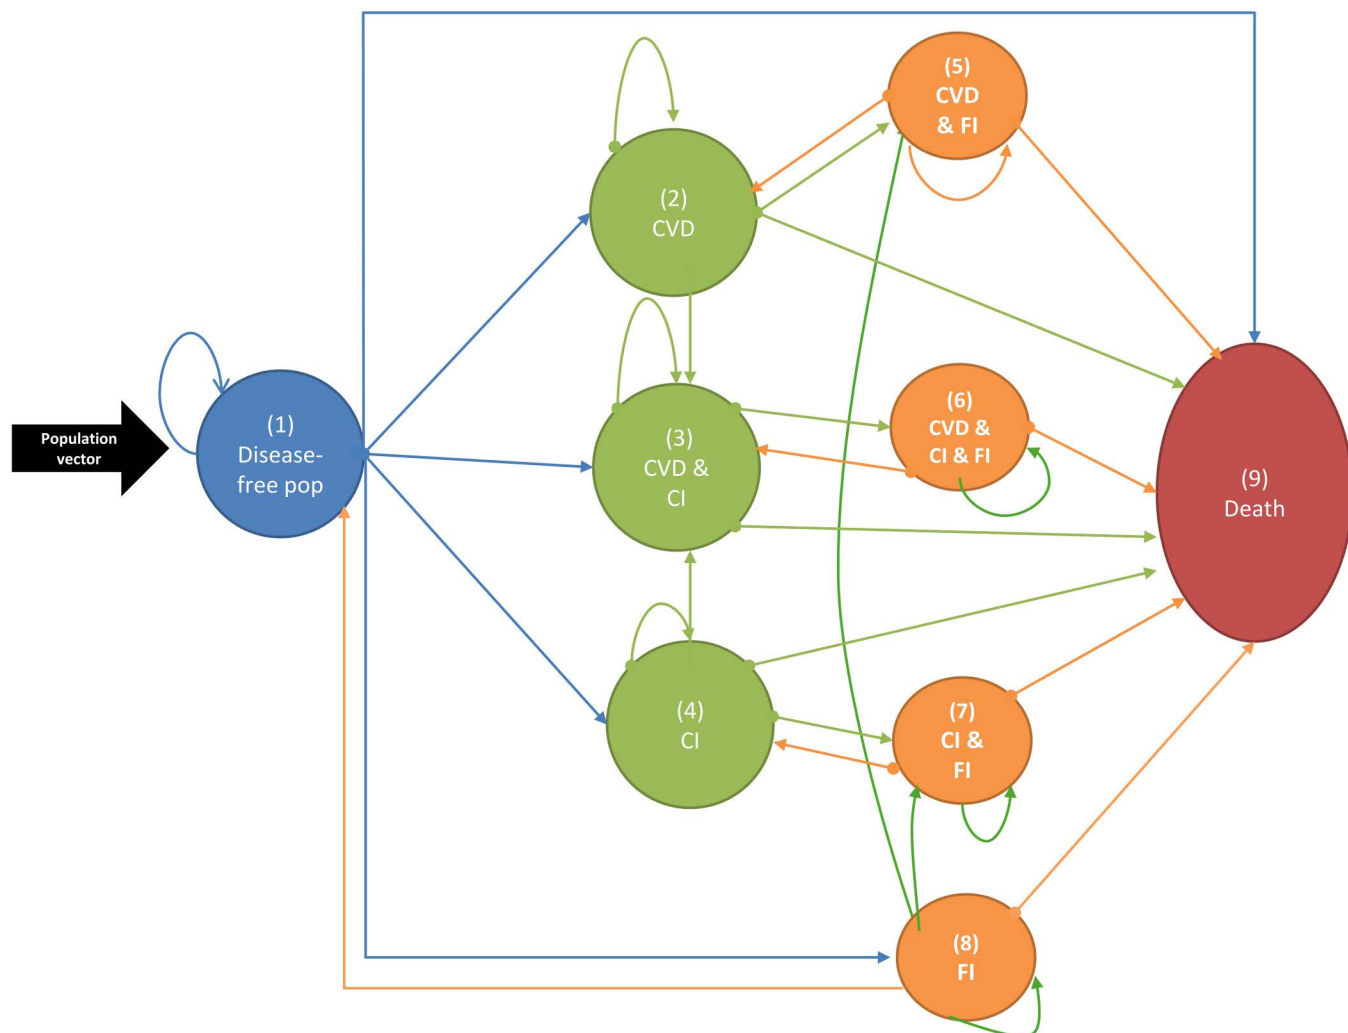 Population
vector
(1)
Disease-
free pop
(2)
CVD
(3)
CVD &
CI
(4)
CI
(5)
CVD
& FI
(6)
CVD &
CI & FI
(7)
CI &
FI
(8)
FI
(9)
Death